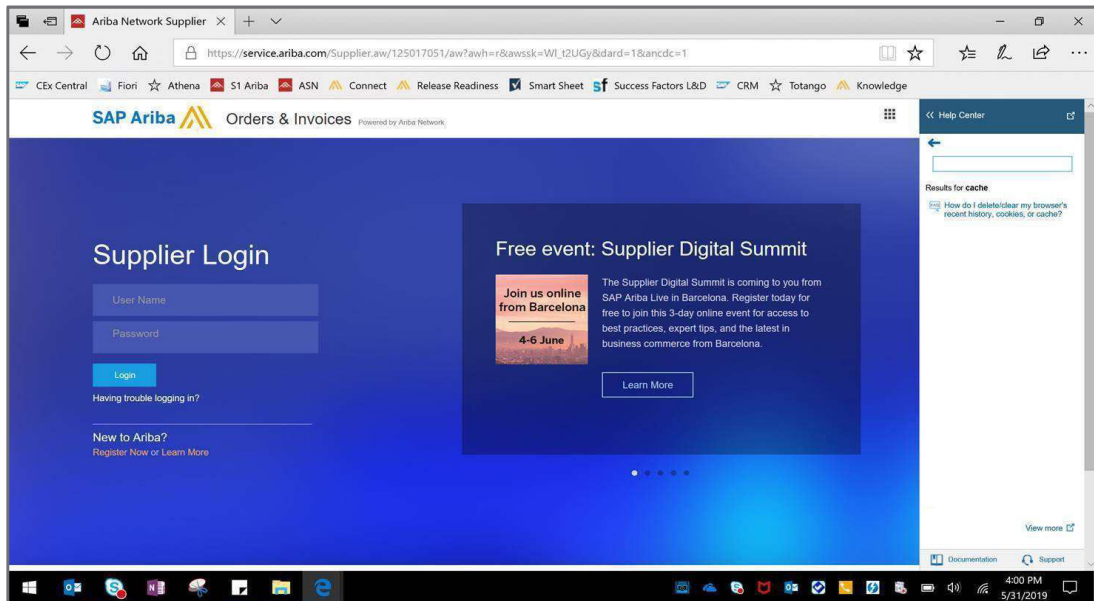 Ariba Network Supplier
https://service.ariba.com/Supplier.aw/125017051/aw?awh=r&awssk=WI_t2UGy&dard=1&ancdc=1
CEx Central Fiori Athena S1 Ariba ASN Connect Release Readiness Smart Sheet Sf Success Factors L&D CRM Totango Knowledge
SAP Ariba Orders & Invoices Powered by Ariba Network
<< Help Center
Results for cache
How do I delete/clear my browser's
recent history, cookies, or cache?
Supplier Login
User Name
Password
Login
Having trouble logging in?
New to Ariba?
Register Now or Learn More
Free event: Supplier Digital Summit
Join us online
from Barcelona
4-6 June
The Supplier Digital Summit is coming to you from
SAP Ariba Live in Barcelona. Register today for
free to join this 3-day online event for access to
best practices, expert tips, and the latest in
business commerce from Barcelona.
Learn More
View more
Documentation Support
4:00 PM
5/31/2019